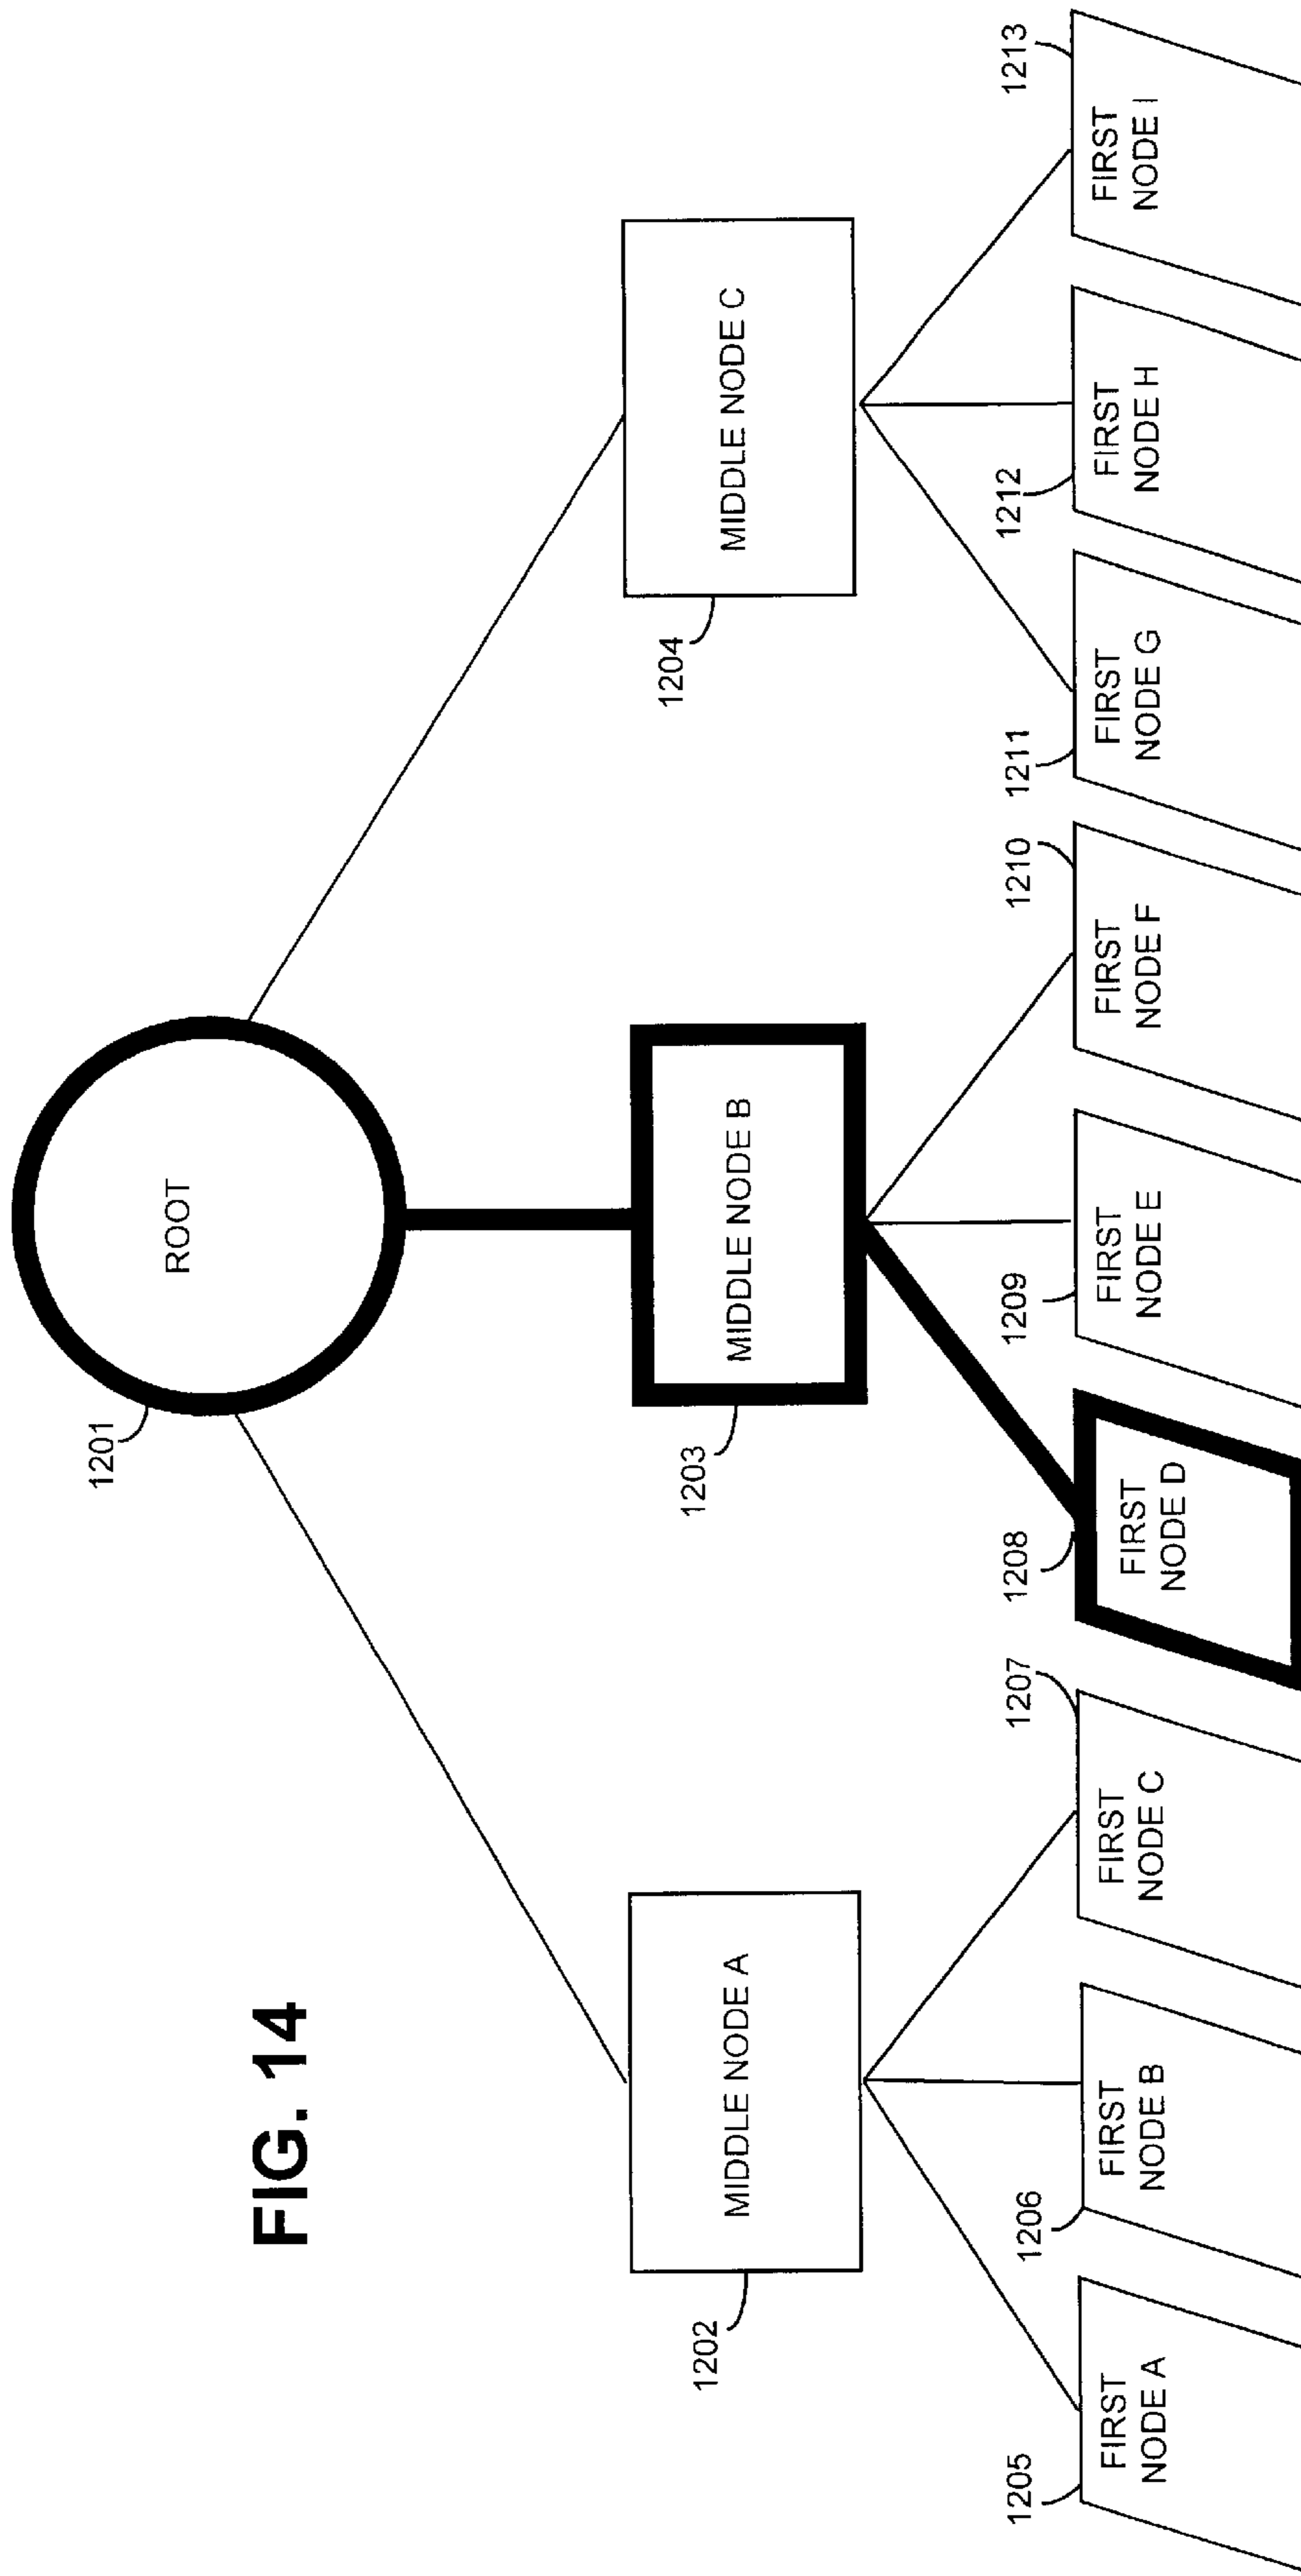 FIG. 14
ROOT
1201
MIDDLE NODE A
1202
MIDDLE NODE B
1203
MIDDLE NODE C
1204
1205
FIRST
NODE A
1206
FIRST
NODE B
1207
FIRST
NODE C
1208
FIRST
NODE D
1209
FIRST
NODE E
1210
FIRST
NODE F
1211
FIRST
NODE G
1212
FIRST
NODE H
1213
FIRST
NODE I